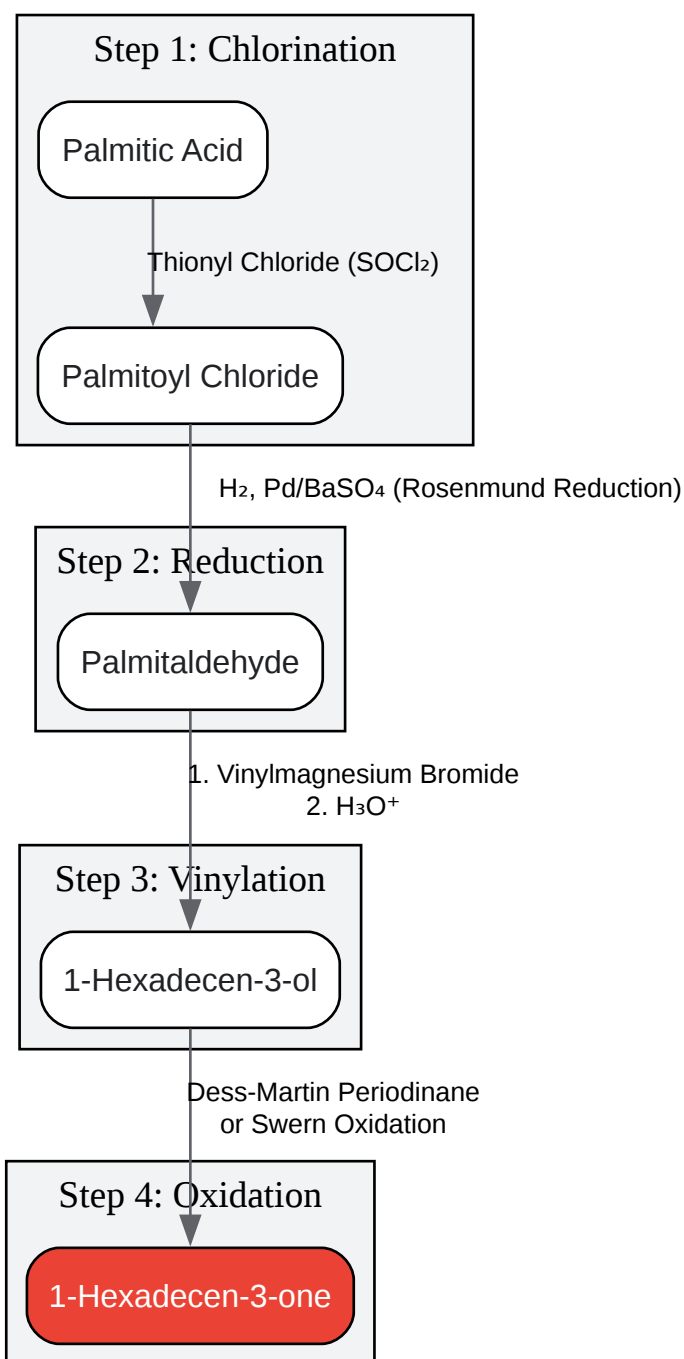 Step 1: Chlorination
Palmitic Acid
Thionyl Chloride (SOCl₂)
Palmitoyl Chloride
H₂, Pd/BaSO₄ (Rosenmund Reduction)
Step 2: Reduction
Palmitaldehyde
1. Vinylmagnesium Bromide
2. H₃O⁺
Step 3: Vinylation
1-Hexadecen-3-ol
Dess-Martin Periodinane
or Swern Oxidation
Step 4: Oxidation
1-Hexadecen-3-one